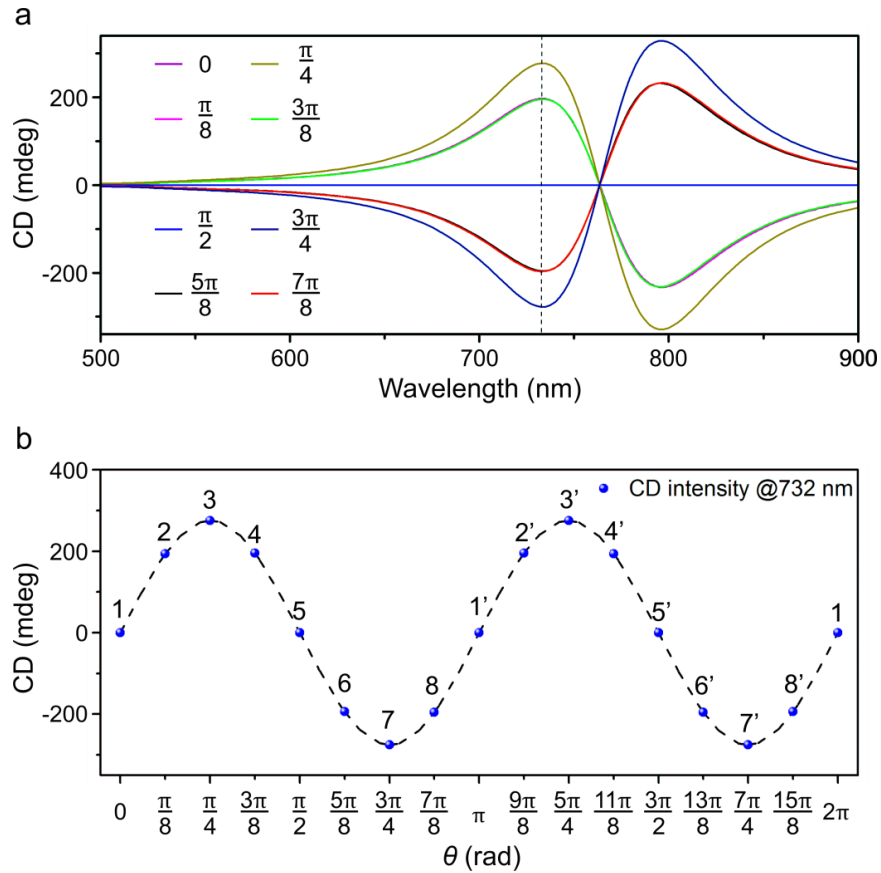 a
CD (mdeg)
200
0
-200
0
π/4
π/8
3π/8
π/2
3π/4
5π/8
7π/8
500 600 700 800 900
Wavelength (nm)
b
CD (mdeg)
400
200
0
-200
CD intensity @732 nm
1 2 3 4 5 6 7 8 1’ 2’ 3’ 4’ 5’ 6’ 7’ 8’ 1
0 π/8 π/4 3π/8 π/2 5π/8 3π/4 7π/8 π 9π/8 5π/4 11π/8 3π/2 13π/8 7π/4 15π/8 2π
θ (rad)